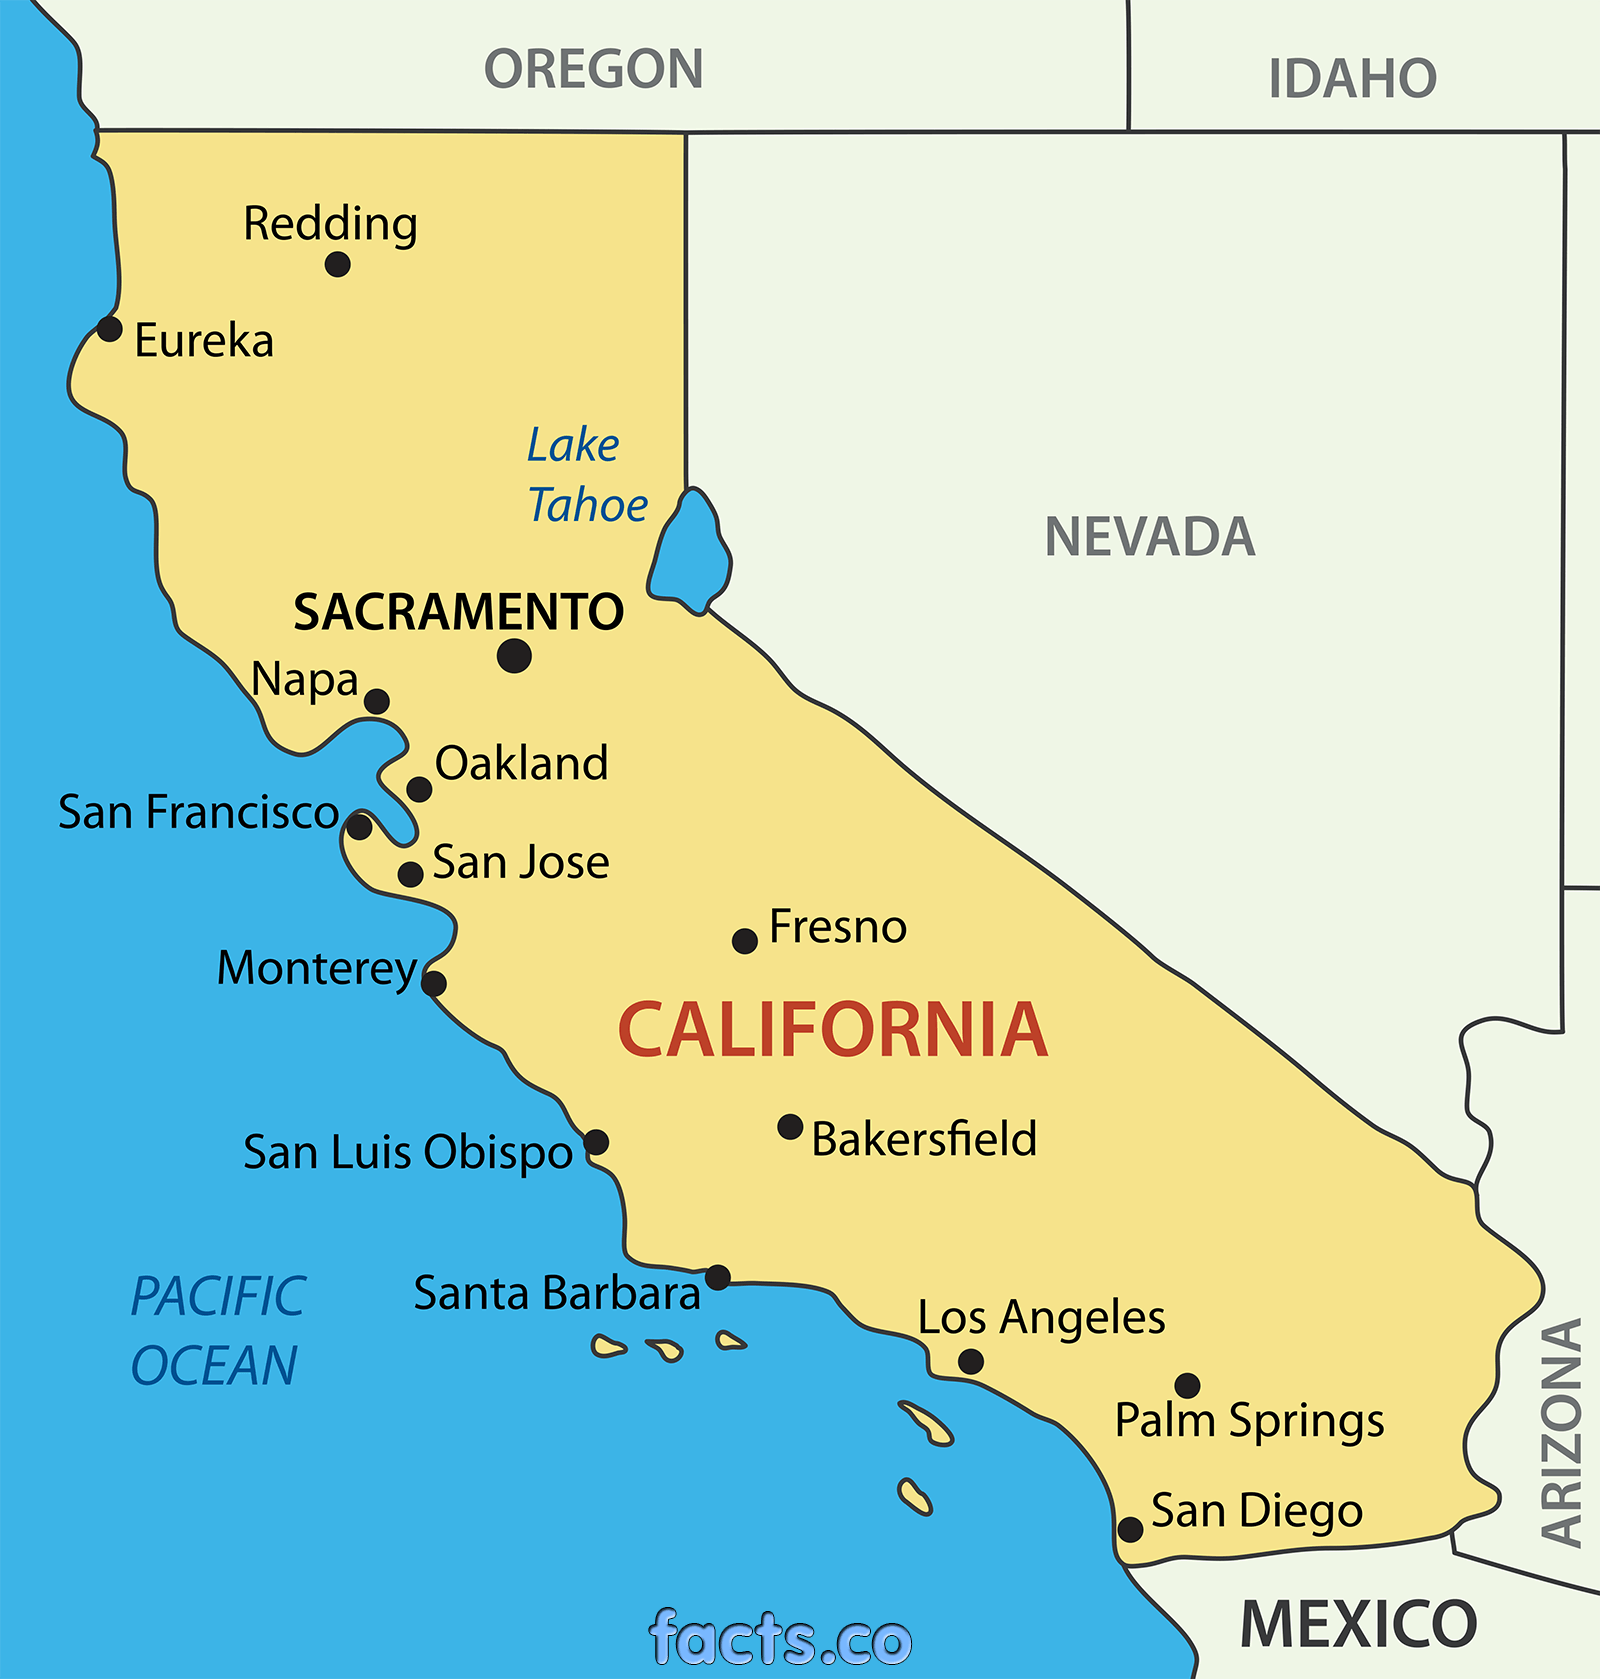 OREGON
IDAHO
Redding
Eureka
Lake
Tahoe
NEVADA
SACRAMENTO
Napa
Oakland
San Francisco
San Jose
Fresno
Monterey
CALIFORNIA
Bakersfield
San Luis Obispo
PACIFIC
OCEAN
Santa Barbara
Los Angeles
Palm Springs
ARIZONA
San Diego
MEXICO
facts.co